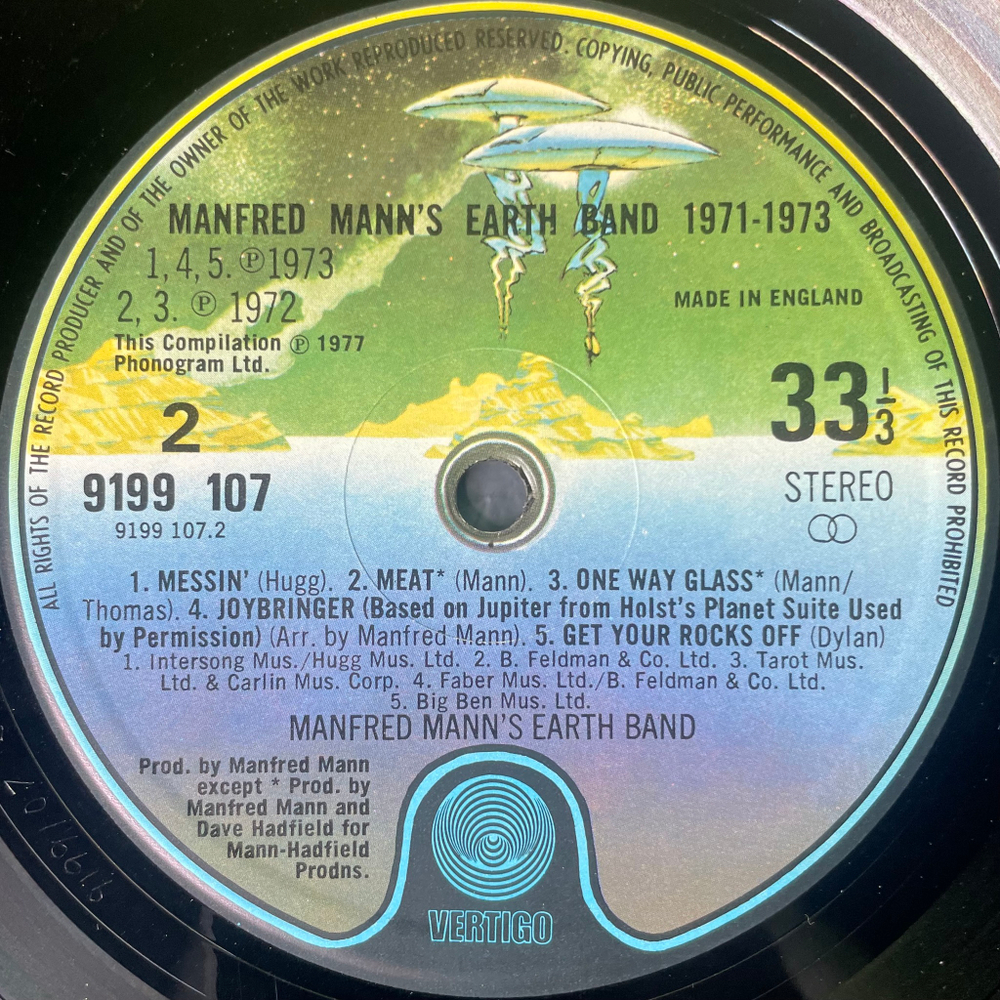 ALL RIGHTS OF THE RECORD PRODUCER AND OF THE OWNER OF THE WORK REPRODUCED RESERVED. COPYING, PUBLIC PERFORMANCE AND BROADCASTING OF THIS RECORD PROHIBITED
MANFRED MANN'S EARTH BAND 1971-1973
1, 4, 5. ℗ 1973
2, 3. ℗ 1972
MADE IN ENGLAND
This Compilation ℗ 1977
Phonogram Ltd.
2
33 1/3
9199 107
STEREO
9199 107.2
1. MESSIN' (Hugg). 2. MEAT* (Mann). 3. ONE WAY GLASS* (Mann/
Thomas). 4. JOYBRINGER (Based on Jupiter from Holst's Planet Suite Used
by Permission) (Arr. by Manfred Mann). 5. GET YOUR ROCKS OFF (Dylan)
1. Intersong Mus./Hugg Mus. Ltd. 2. B. Feldman & Co. Ltd. 3. Tarot Mus.
Ltd. & Carlin Mus. Corp. 4. Faber Mus. Ltd./B. Feldman & Co. Ltd.
5. Big Ben Mus. Ltd.
MANFRED MANN'S EARTH BAND
Prod. by Manfred Mann
except * Prod. by
Manfred Mann and
Dave Hadfield for
Mann-Hadfield
Prodns.
VERTIGO